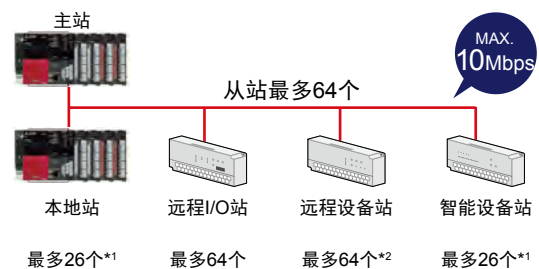 主站
MAX.
10Mbps
从站最多64个
本地站
远程I/O站
远程设备站
智能设备站
最多26个*1
最多64个
最多64个*2
最多26个*1